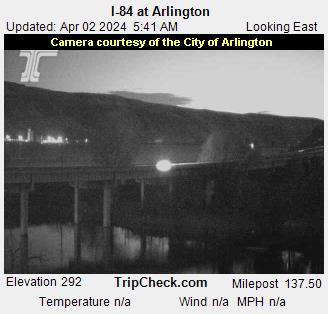 I-84 at Arlington
Updated: Apr 02 2024 5:41 AM Looking East
Camera courtesy of the City of Arlington
Elevation 292 TripCheck.com Milepost 137.50
Temperature n/a Wind n/a MPH n/a